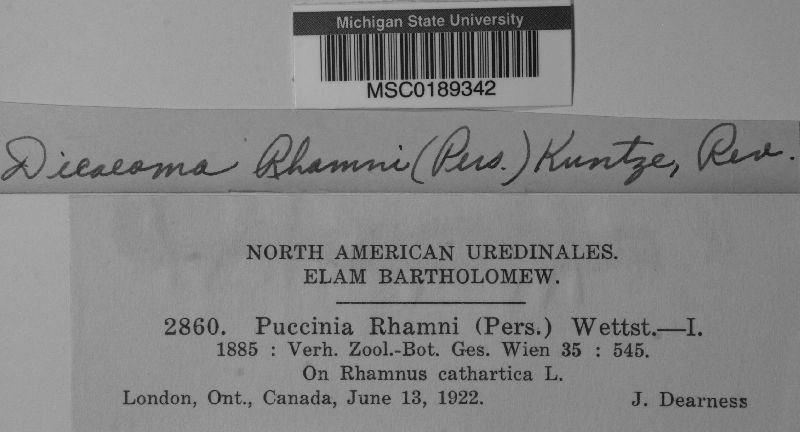 Michigan State University
MSC0189342
Dicaeoma Rhamni (Pers.) Kuntze, Rev.
NORTH AMERICAN UREDINALES.
ELAM BARTHOLOMEW.
2860. Puccinia Rhamni (Pers.) Wettst.—I.
1885 : Verh. Zool.-Bot. Ges. Wien 35 : 545.
On Rhamnus cathartica L.
London, Ont., Canada, June 13, 1922. J. Dearness